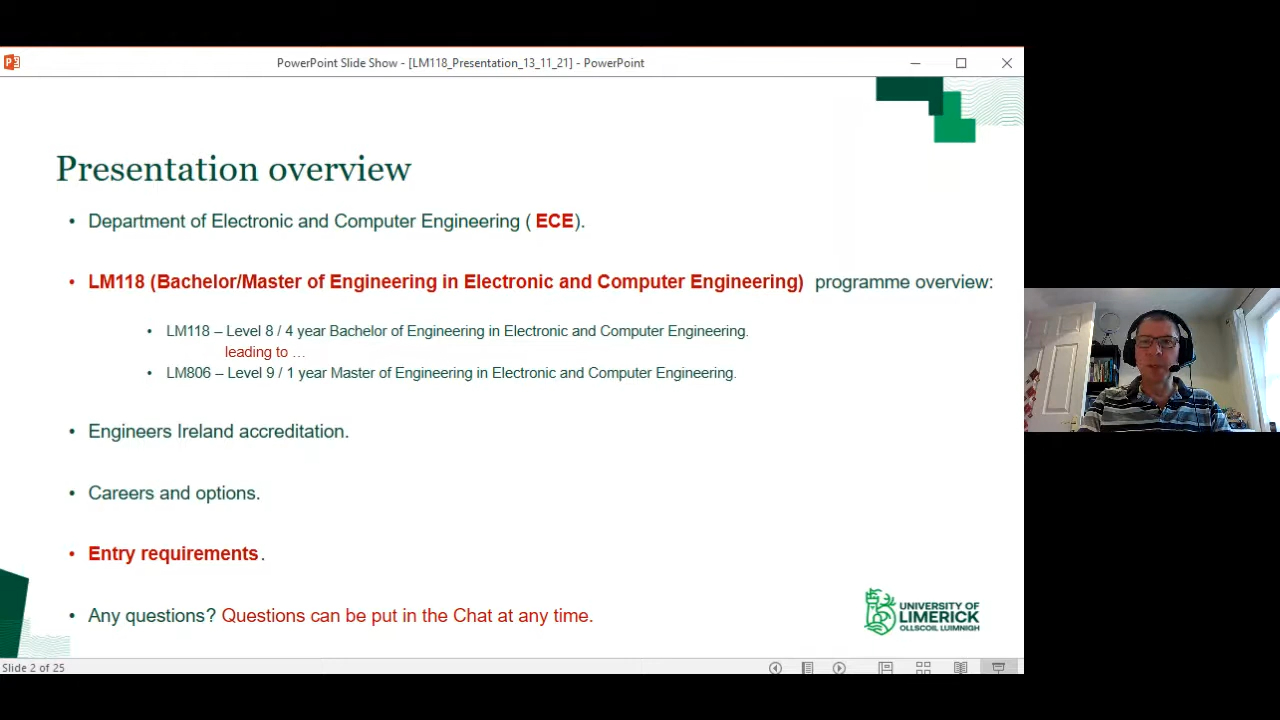 PowerPoint Slide Show - [LM118_Presentation_13_11_21] - PowerPoint
Presentation overview
• Department of Electronic and Computer Engineering ( ECE).
• LM118 (Bachelor/Master of Engineering in Electronic and Computer Engineering) programme overview:
• LM118 – Level 8 / 4 year Bachelor of Engineering in Electronic and Computer Engineering.
leading to …
• LM806 – Level 9 / 1 year Master of Engineering in Electronic and Computer Engineering.
• Engineers Ireland accreditation.
• Careers and options.
• Entry requirements.
• Any questions? Questions can be put in the Chat at any time.
UNIVERSITY OF
LIMERICK
OLLSCOIL LUIMNIGH
Slide 2 of 25